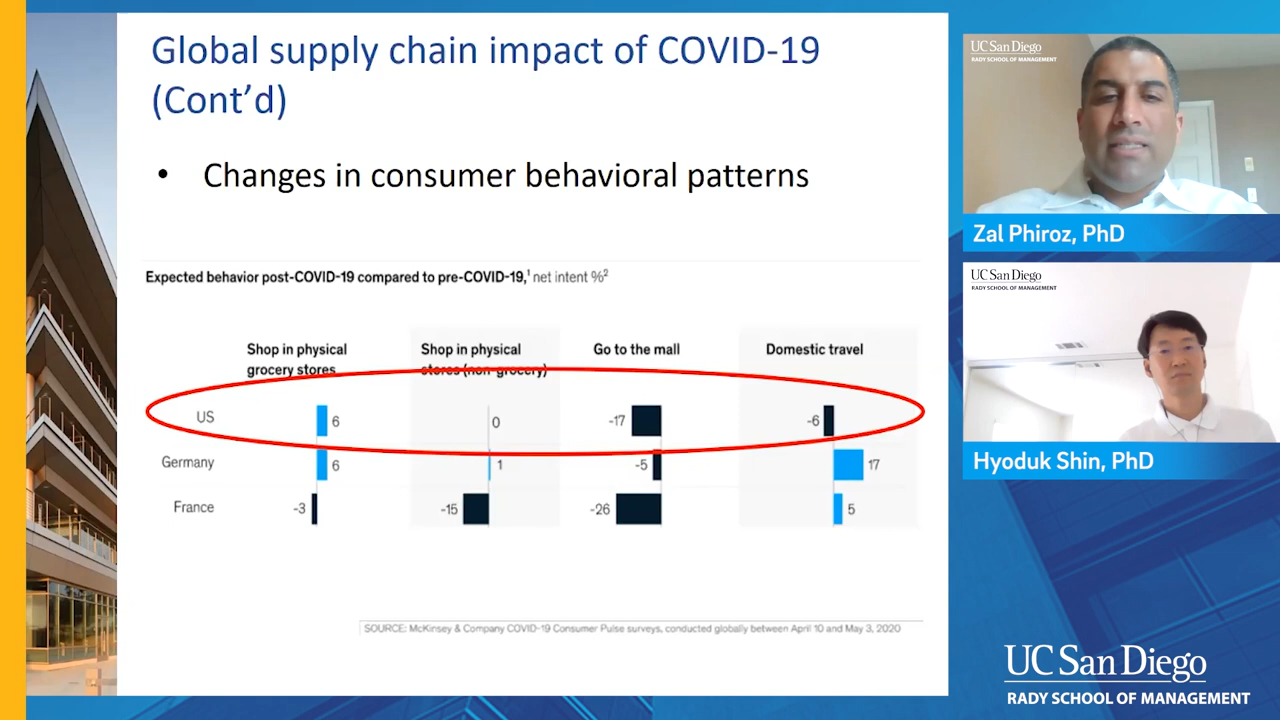 Global supply chain impact of COVID-19
(Cont’d)
• Changes in consumer behavioral patterns
Expected behavior post-COVID-19 compared to pre-COVID-19,¹ net intent %²
Shop in physical
grocery stores
Shop in physical
stores (non-grocery)
Go to the mall
Domestic travel
US 6 0 -17 -6
Germany 6 1 -5 17
France -3 -15 -26 5
SOURCE: McKinsey & Company COVID-19 Consumer Pulse surveys, conducted globally between April 10 and May 3, 2020
UC San Diego
RADY SCHOOL OF MANAGEMENT
Zal Phiroz, PhD
UC San Diego
RADY SCHOOL OF MANAGEMENT
Hyoduk Shin, PhD
UC San Diego
RADY SCHOOL OF MANAGEMENT